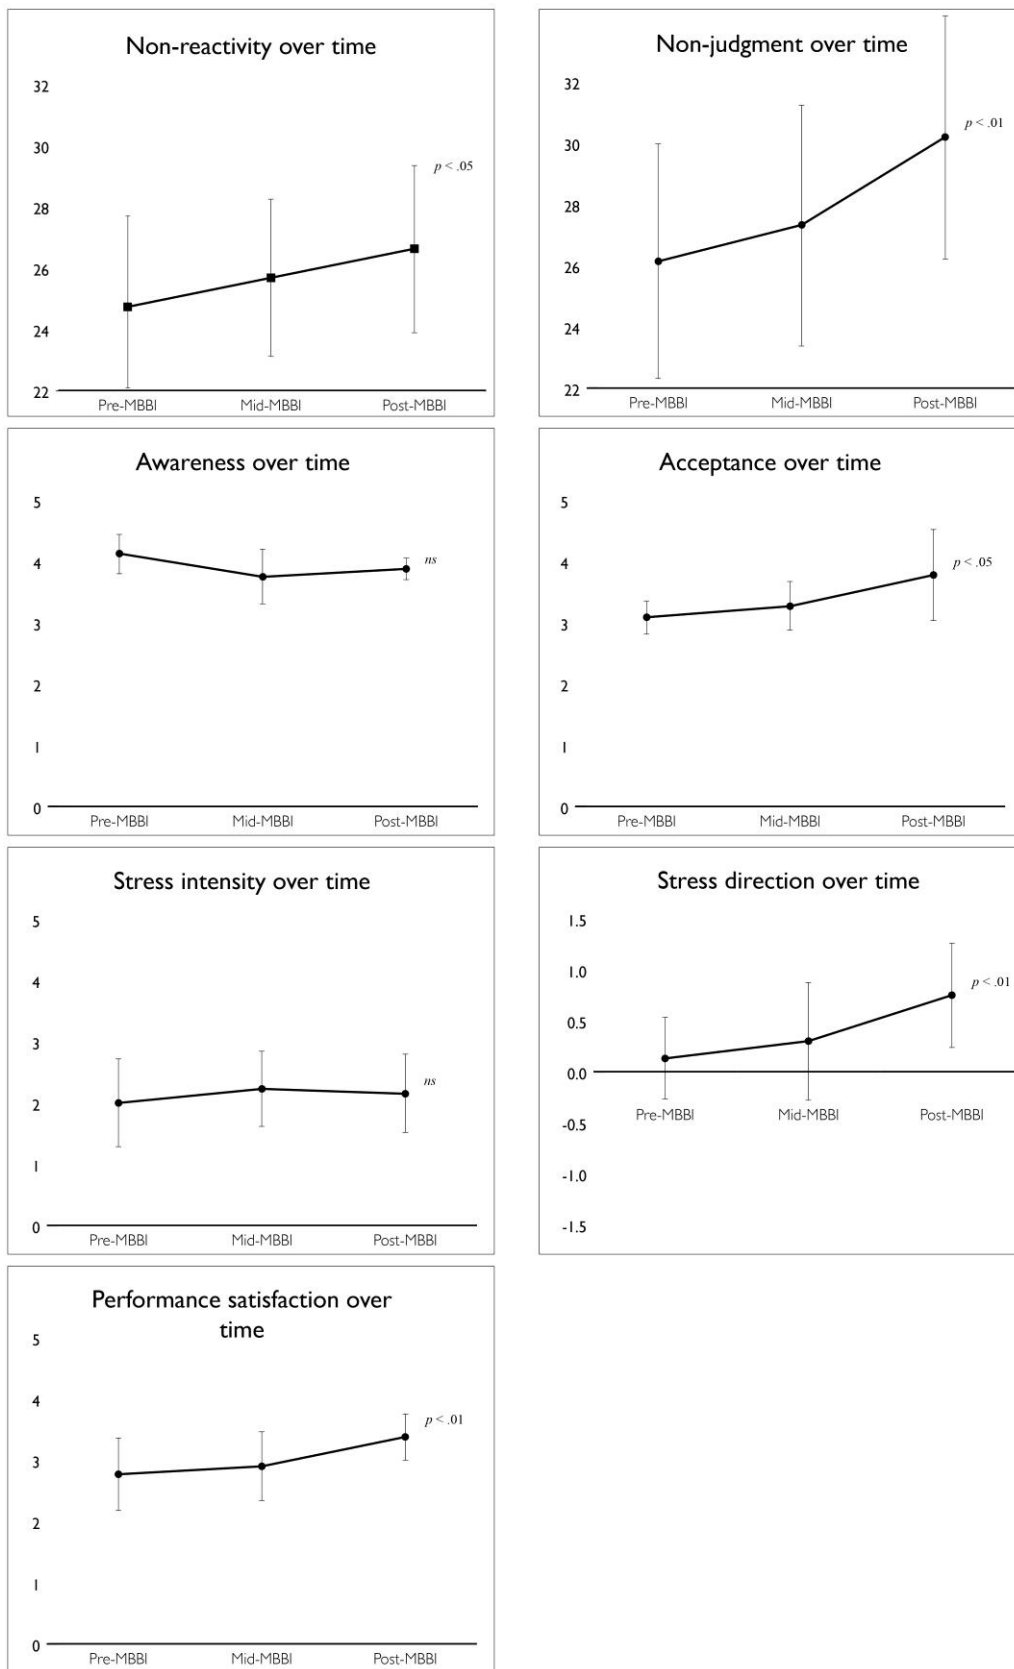 Non-reactivity over time
32
30
28
26
24
22
p < .05
Pre-MBBI Mid-MBBI Post-MBBI
Non-judgment over time
32
30
28
26
24
22
p < .01
Pre-MBBI Mid-MBBI Post-MBBI
Awareness over time
5
4
3
2
1
0
ns
Pre-MBBI Mid-MBBI Post-MBBI
Acceptance over time
5
4
3
2
1
0
p < .05
Pre-MBBI Mid-MBBI Post-MBBI
Stress intensity over time
5
4
3
2
1
0
ns
Pre-MBBI Mid-MBBI Post-MBBI
Stress direction over time
1.5
1.0
0.5
0.0
-0.5
-1.0
-1.5
p < .01
Pre-MBBI Mid-MBBI Post-MBBI
Performance satisfaction over
time
5
4
3
2
1
0
p < .01
Pre-MBBI Mid-MBBI Post-MBBI